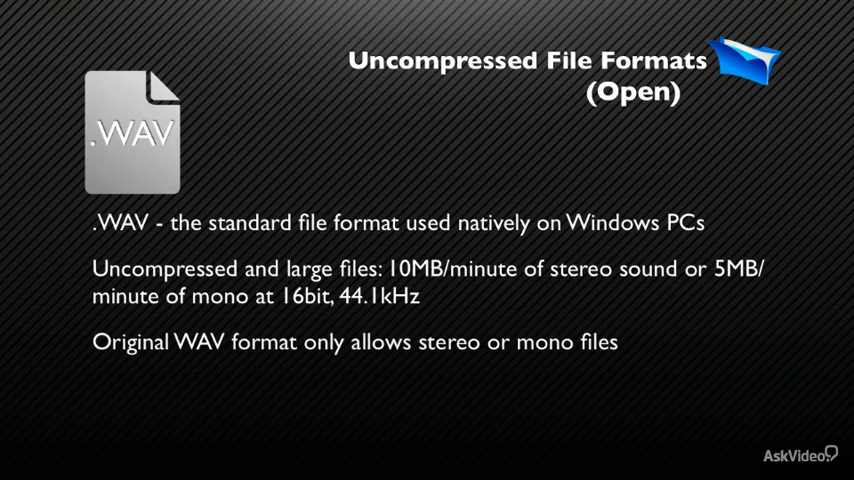 Uncompressed File Formats
(Open)
.WAV
.WAV - the standard file format used natively on Windows PCs
Uncompressed and large files: 10MB/minute of stereo sound or 5MB/
minute of mono at 16bit, 44.1kHz
Original WAV format only allows stereo or mono files
AskVideo